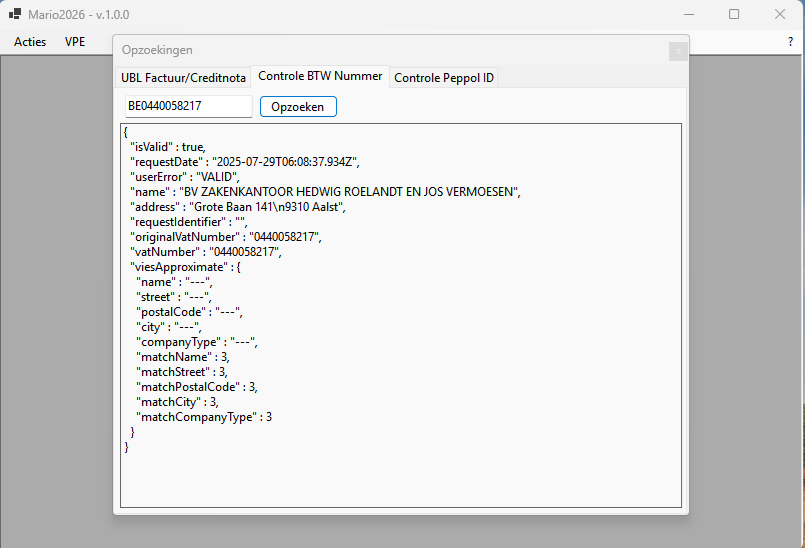 Mario2026 - v.1.0.0
Acties VPE ?
Opzoekingen x
UBL Factuur/Creditnota Controle BTW Nummer Controle Peppol ID
BE0440058217 Opzoeken
{
"isValid" : true,
"requestDate" : "2025-07-29T06:08:37.934Z",
"userError" : "VALID",
"name" : "BV ZAKENKANTOOR HEDWIG ROELANDT EN JOS VERMOESEN",
"address" : "Grote Baan 141\n9310 Aalst",
"requestIdentifier" : "",
"originalVatNumber" : "0440058217",
"vatNumber" : "0440058217",
"viesApproximate" : {
"name" : "---",
"street" : "---",
"postalCode" : "---",
"city" : "---",
"companyType" : "---",
"matchName" : 3,
"matchStreet" : 3,
"matchPostalCode" : 3,
"matchCity" : 3,
"matchCompanyType" : 3
}
}